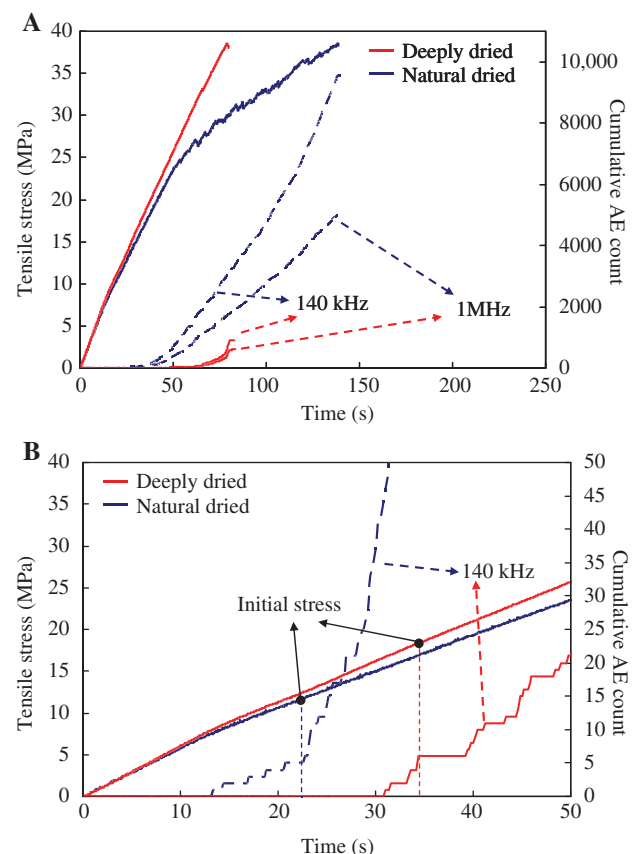 A
Deeply dried
Natural dried
40
35
30
25
20
15
10
5
0
Tensile stress (MPa)
10,000
8000
6000
4000
2000
0
Cumulative AE count
140 kHz
1MHz
0 50 100 150 200 250
Time (s)
B
Deeply dried
Natural dried
40
35
30
25
20
15
10
5
0
Tensile stress (MPa)
50
45
40
35
30
25
20
15
10
5
0
Cumulative AE count
140 kHz
Initial stress
0 10 20 30 40 50
Time (s)